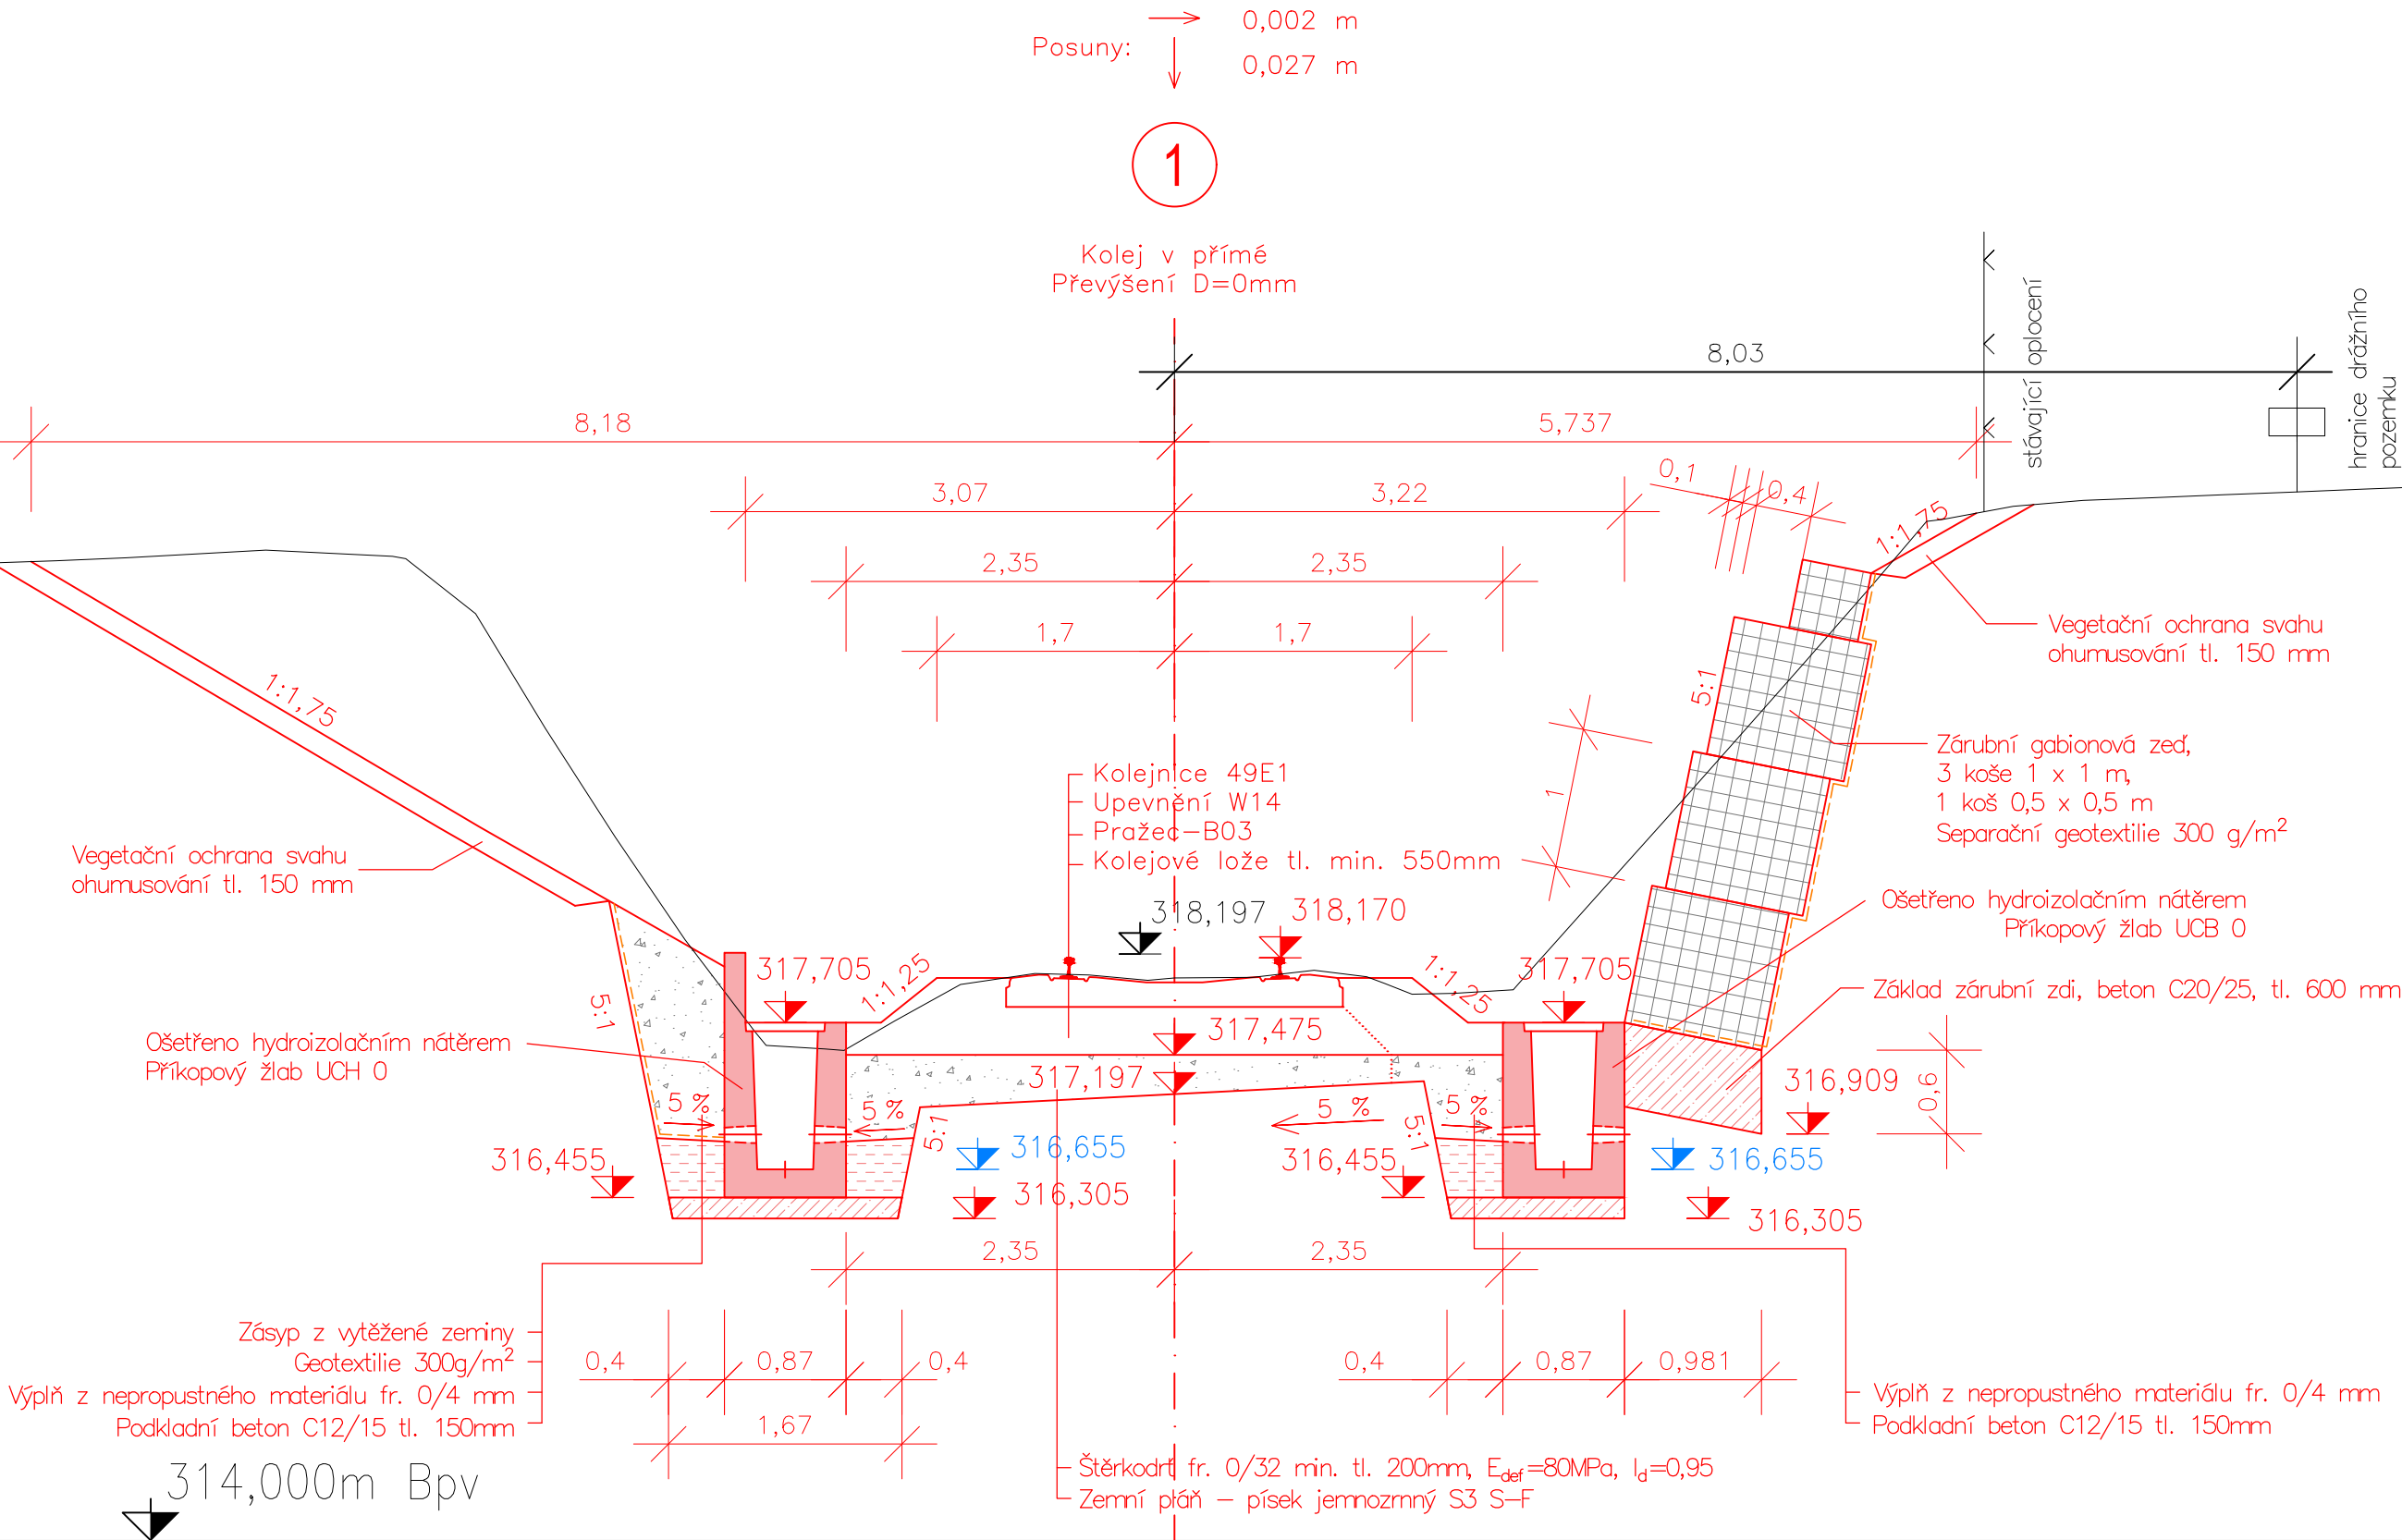 0,002 m
Posuny:
0,027 m
1
Kolej v přímé
Převýšení D=0mm
stávající oplocení
hranice drážního
pozemku
8,03
8,18
5,737
0,1
0,4
3,07
3,22
1:1,75
2,35
2,35
1,7
1,7
Vegetační ochrana svahu
ohumusování tl. 150 mm
5:1
1:1,75
Zárubní gabionová zeď,
3 koše 1 x 1 m,
1 koš 0,5 x 0,5 m
Separační geotextilie 300 g/m²
1
Kolejnice 49E1
Upevnění W14
Pražec-B03
Kolejové lože tl. min. 550mm
Vegetační ochrana svahu
ohumusování tl. 150 mm
318,197
318,170
Ošetřeno hydroizolačním nátěrem
Příkopový žlab UCB 0
317,705
1:1,25
1:1,25
317,705
Základ zárubní zdi, beton C20/25, tl. 600 mm
5:1
317,475
Ošetřeno hydroizolačním nátěrem
Příkopový žlab UCH 0
317,197
316,909
0,6
5 %
5 %
5 %
5 %
5:1
5:1
316,455
316,655
316,455
316,655
316,305
316,305
2,35
2,35
Zásyp z vytěžené zeminy
Geotextilie 300g/m²
Výplň z nepropustného materiálu fr. 0/4 mm
Podkladní beton C12/15 tl. 150mm
0,4
0,87
0,4
0,4
0,87
0,981
1,67
Výplň z nepropustného materiálu fr. 0/4 mm
Podkladní beton C12/15 tl. 150mm
Štěrkodrť fr. 0/32 min. tl. 200mm, Edef=80MPa, Id=0,95
Zemní pláň – písek jemnozrnný S3 S-F
314,000m Bpv